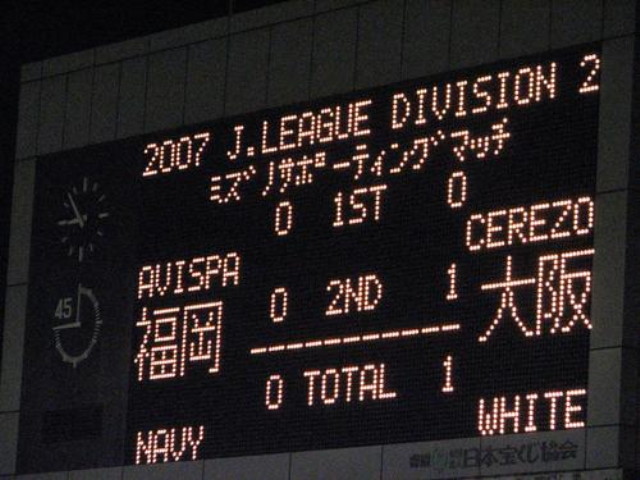 2007 J.LEAGUE DIVISION 2
ミズノサポーティングマッチ
0 1ST 0
AVISPA CEREZO
福岡 0 2ND 1 大阪
0 TOTAL 1
NAVY WHITE
45
日本宝くじ協会